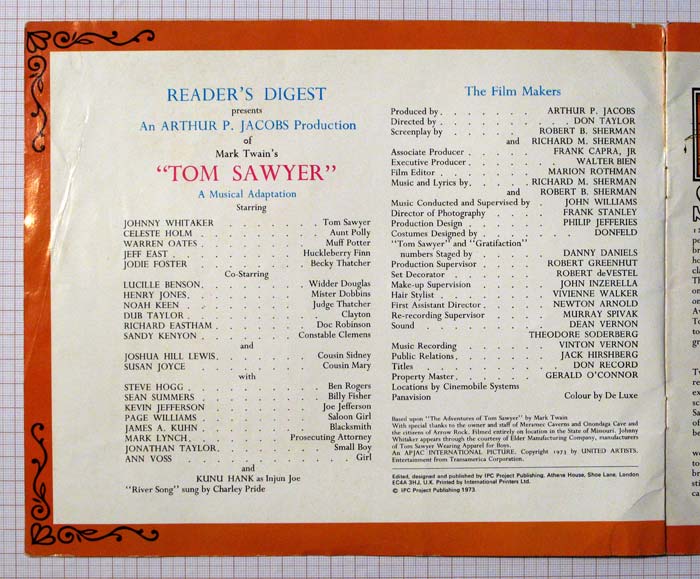 READER'S DIGEST
presents
An ARTHUR P. JACOBS Production
of
Mark Twain's
"TOM SAWYER"
A Musical Adaptation
Starring
JOHNNY WHITAKER . . . . . . . . Tom Sawyer
CELESTE HOLM . . . . . . . . Aunt Polly
WARREN OATES . . . . . . . . Muff Potter
JEFF EAST . . . . . . . . Huckleberry Finn
JODIE FOSTER . . . . . . . . Becky Thatcher
Co-Starring
LUCILLE BENSON . . . . . . . . Widder Douglas
HENRY JONES . . . . . . . . Mister Dobbins
NOAH KEEN . . . . . . . . Judge Thatcher
DUB TAYLOR . . . . . . . . Clayton
RICHARD EASTHAM . . . . . . . . Doc Robinson
SANDY KENYON . . . . . . . . Constable Clemens
and
JOSHUA HILL LEWIS . . . . . . . . Cousin Sidney
SUSAN JOYCE . . . . . . . . Cousin Mary
with
STEVE HOGG . . . . . . . . Ben Rogers
SEAN SUMMERS . . . . . . . . Billy Fisher
KEVIN JEFFERSON . . . . . . . . Joe Jefferson
PAGE WILLIAMS . . . . . . . . Saloon Girl
JAMES A. KUHN . . . . . . . . Blacksmith
MARK LYNCH . . . . . . . . Prosecuting Attorney
JONATHAN TAYLOR . . . . . . . . Small Boy
ANN VOSS . . . . . . . . Girl
and
KUNU HANK as Injun Joe
"River Song" sung by Charley Pride
The Film Makers
Produced by . . . . . . . . ARTHUR P. JACOBS
Directed by . . . . . . . . DON TAYLOR
Screenplay by . . . . . . . . ROBERT B. SHERMAN
and RICHARD M. SHERMAN
Associate Producer . . . . . . . . FRANK CAPRA, JR
Executive Producer . . . . . . . . WALTER BIEN
Film Editor . . . . . . . . MARION ROTHMAN
Music and Lyrics by . . . . . . . . RICHARD M. SHERMAN
and ROBERT B. SHERMAN
Music Conducted and Supervised by . . JOHN WILLIAMS
Director of Photography . . . . . . FRANK STANLEY
Production Design . . . . . . PHILIP JEFFERIES
Costumes Designed by . . . . . . DONFELD
"Tom Sawyer" and "Gratifaction"
numbers Staged by . . . . . . DANNY DANIELS
Production Supervisor . . . . . . ROBERT GREENHUT
Set Decorator . . . . . . ROBERT deVESTEL
Make-up Supervision . . . . . . JOHN INZERELLA
Hair Stylist . . . . . . VIVIENNE WALKER
First Assistant Director . . . . . . NEWTON ARNOLD
Re-recording Supervisor . . . . . . MURRAY SPIVAK
Sound . . . . . . DEAN VERNON
THEODORE SODERBERG
Music Recording . . . . . . VINTON VERNON
Public Relations . . . . . . JACK HIRSHBERG
Titles . . . . . . DON RECORD
Property Master . . . . . . GERALD O'CONNOR
Locations by Cinemobile Systems
Panavision Colour by De Luxe
Based upon "The Adventures of Tom Sawyer" by Mark Twain
With special thanks to the owner and staff of Meramec Caverns and Onondaga Cave and
the citizens of Arrow Rock. Filmed entirely on location in the State of Missouri. Johnny
Whitaker appears through the courtesy of Elder Manufacturing Company, manufacturers
of Tom Sawyer Wearing Apparel for Boys.
An APJAC INTERNATIONAL PICTURE. Copyright 1973 by UNITED ARTISTS.
Entertainment from Transamerica Corporation.
Edited, designed and published by IPC Project Publishing, Athene House, Shoe Lane, London
EC4A 3HJ, U.K. Printed by International Printers Ltd.
© IPC Project Publishing 1973